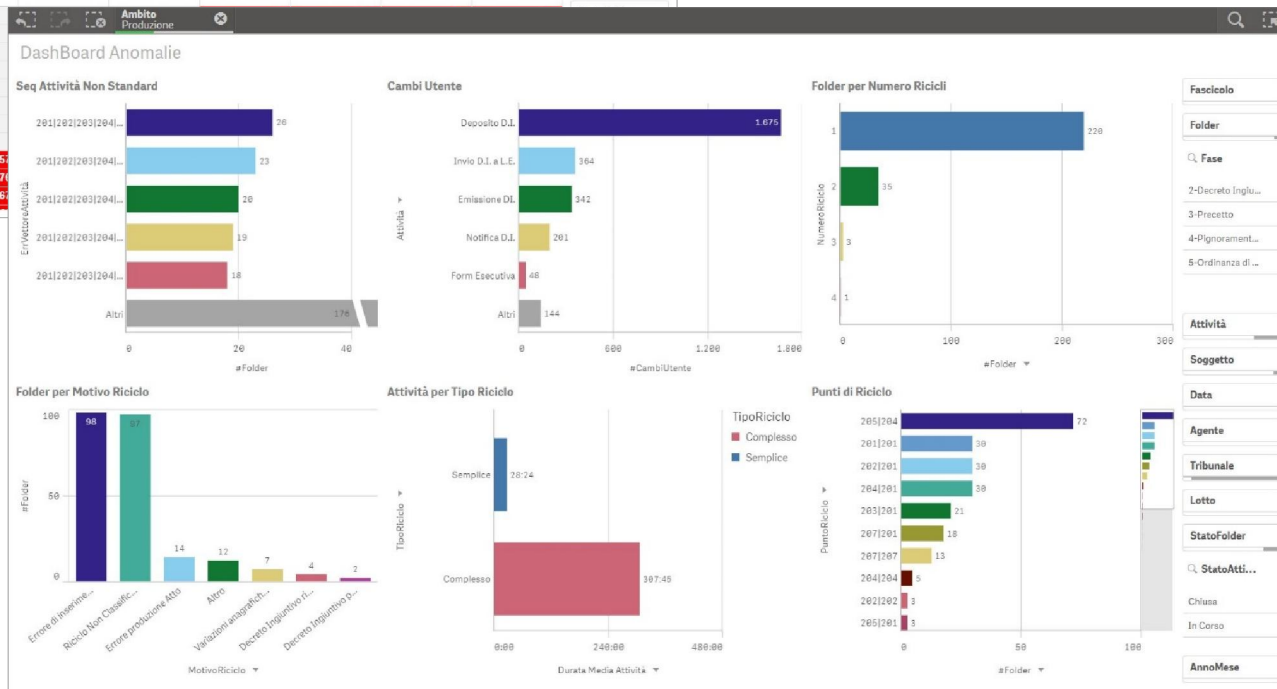 Ambito
Produzione
DashBoard Anomalie
Seq Attività Non Standard
ErrVettoreAttività
201|202|203|204|...
26
201|202|203|204|...
23
201|202|203|204|...
20
201|202|203|204|...
19
201|202|203|204|...
18
Altri
176
0 20 40
#Folder
Cambi Utente
Attività
Deposito D.I.
1.675
Invio D.I. a L.E.
364
Emissione DI.
342
Notifica D.I.
201
Form Esecutiva
46
Altri
144
0 600 1.200 1.800
#CambiUtente
Folder per Numero Ricicli
NumeroRiciclo
1
220
2
35
3
3
4
1
0 100 200 300
#Folder
Folder per Motivo Riciclo
#Folder
100
50
0
98
97
14
12
7
4
2
Errore di inserime...
Riciclo Non Classific...
Errore produzione Atto
Altro
Variazioni anagrafich...
Decreto Ingiuntivo ri...
Decreto Ingiuntivo p...
MotivoRiciclo
Attività per Tipo Riciclo
TipoRiciclo
Semplice
28:24
Complesso
307:45
0:00 240:00 480:00
Durata Media Attività
TipoRiciclo
Complesso
Semplice
Punti di Riciclo
PuntoRiciclo
205|204
72
201|201
30
202|201
30
204|201
30
203|201
21
207|201
18
207|207
13
204|204
5
202|202
3
205|201
3
0 50 100
#Folder
Fascicolo
Folder
Fase
2-Decreto Ingiu...
3-Precetto
4-Pignorament...
5-Ordinanza di ...
Attività
Soggetto
Data
Agente
Tribunale
Lotto
StatoFolder
StatoAtti...
Chiusa
In Corso
AnnoMese